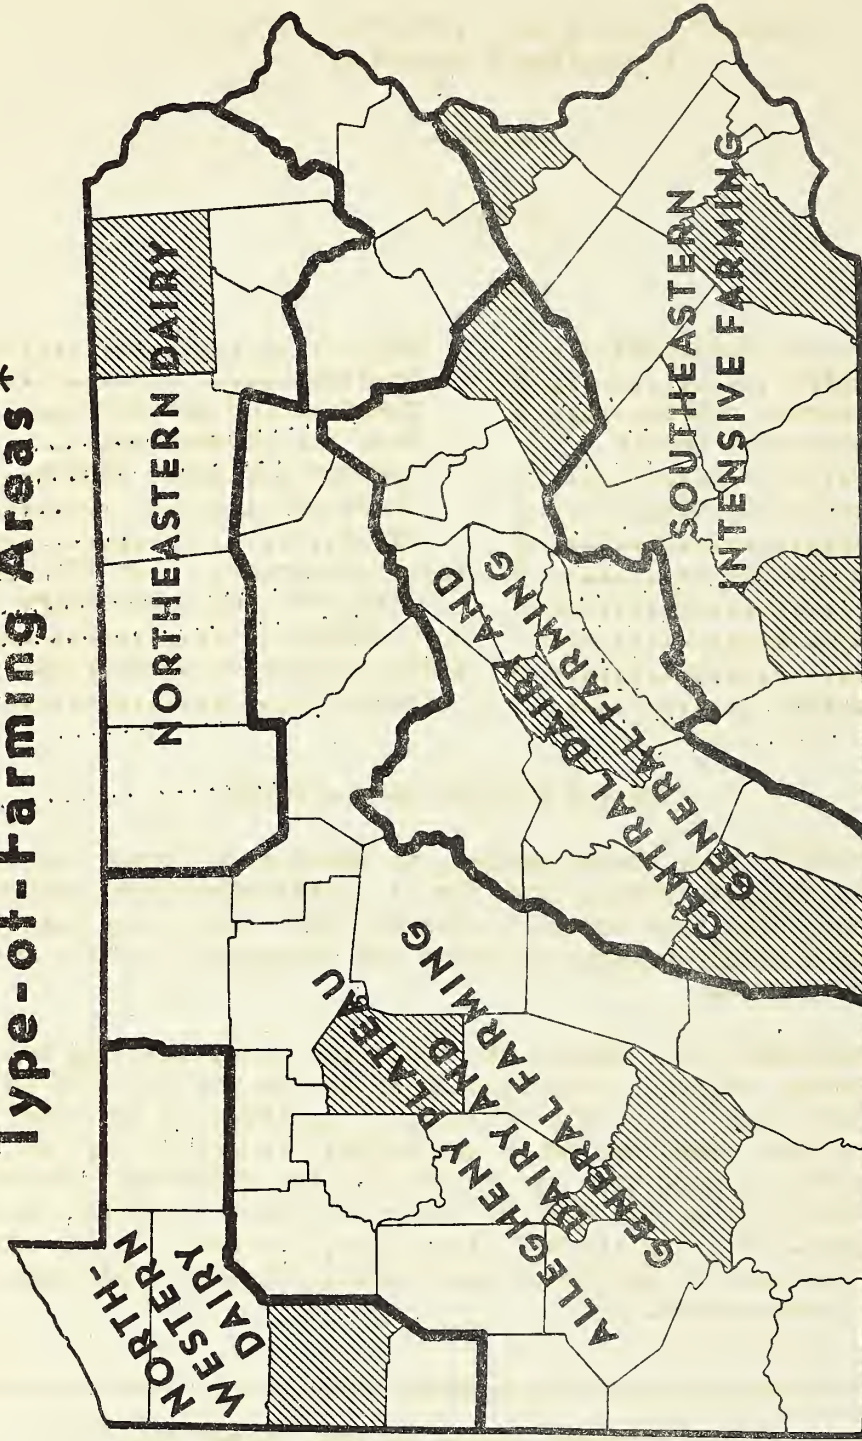 Type-of-Farming Areas*
NORTH-
WESTERN
DAIRY
NORTHEASTERN DAIRY
ALLEGHENY PLATEAU
DAIRY AND
GENERAL FARMING
CENTRAL DAIRY AND
GENERAL FARMING
SOUTHEASTERN
INTENSIVE FARMING